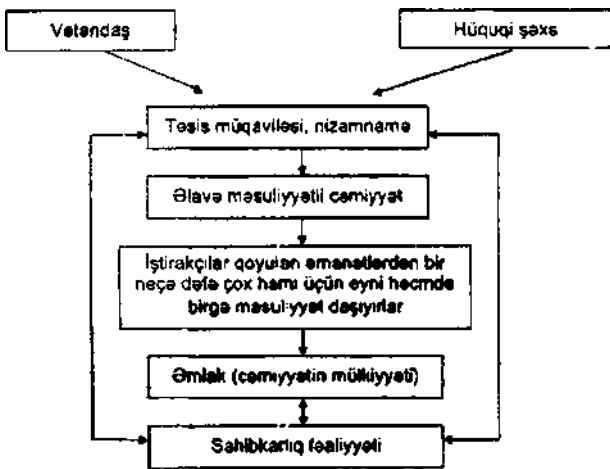 Vətəndaş
Hüquqi şəxs
Təsis müqaviləsi, nizamnamə
Əlavə məsuliyyətli cəmiyyət
İştirakçılar qoyulan əmanətlərdən bir
neçə dəfə çox hamı üçün eyni həcmdə
birgə məsuliyyət daşıyırlar
Əmlak (cəmiyyətin mülkiyyəti)
Sahibkarlıq fəaliyyəti